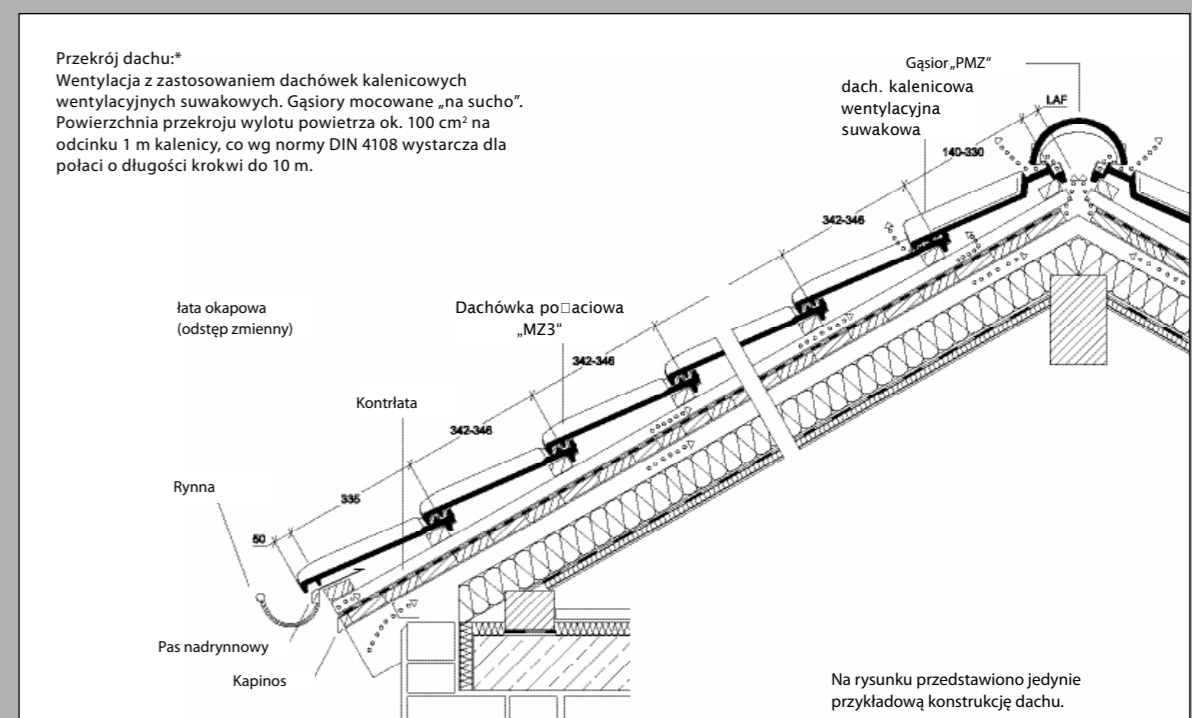 Przekrój dachu:*
Wentylacja z zastosowaniem dachówek kalenicowych
wentylacyjnych suwakowych. Gąsiory mocowane „na sucho”.
Powierzchnia przekroju wylotu powietrza ok. 100 cm² na
odcinku 1 m kalenicy, co wg normy DIN 4108 wystarcza dla
połaci o długości krokwi do 10 m.
Gąsior „PMZ”
dach. kalenicowa
wentylacyjna
suwakowa
LAF
140-330
342-346
342-346
łata okapowa
(odstęp zmienny)
Dachówka po□aciowa
„MZ3“
342-346
Kontrłata
342-346
Rynna
335
50
Pas nadrynnowy
Kapinos
Na rysunku przedstawiono jedynie
przykładową konstrukcję dachu.